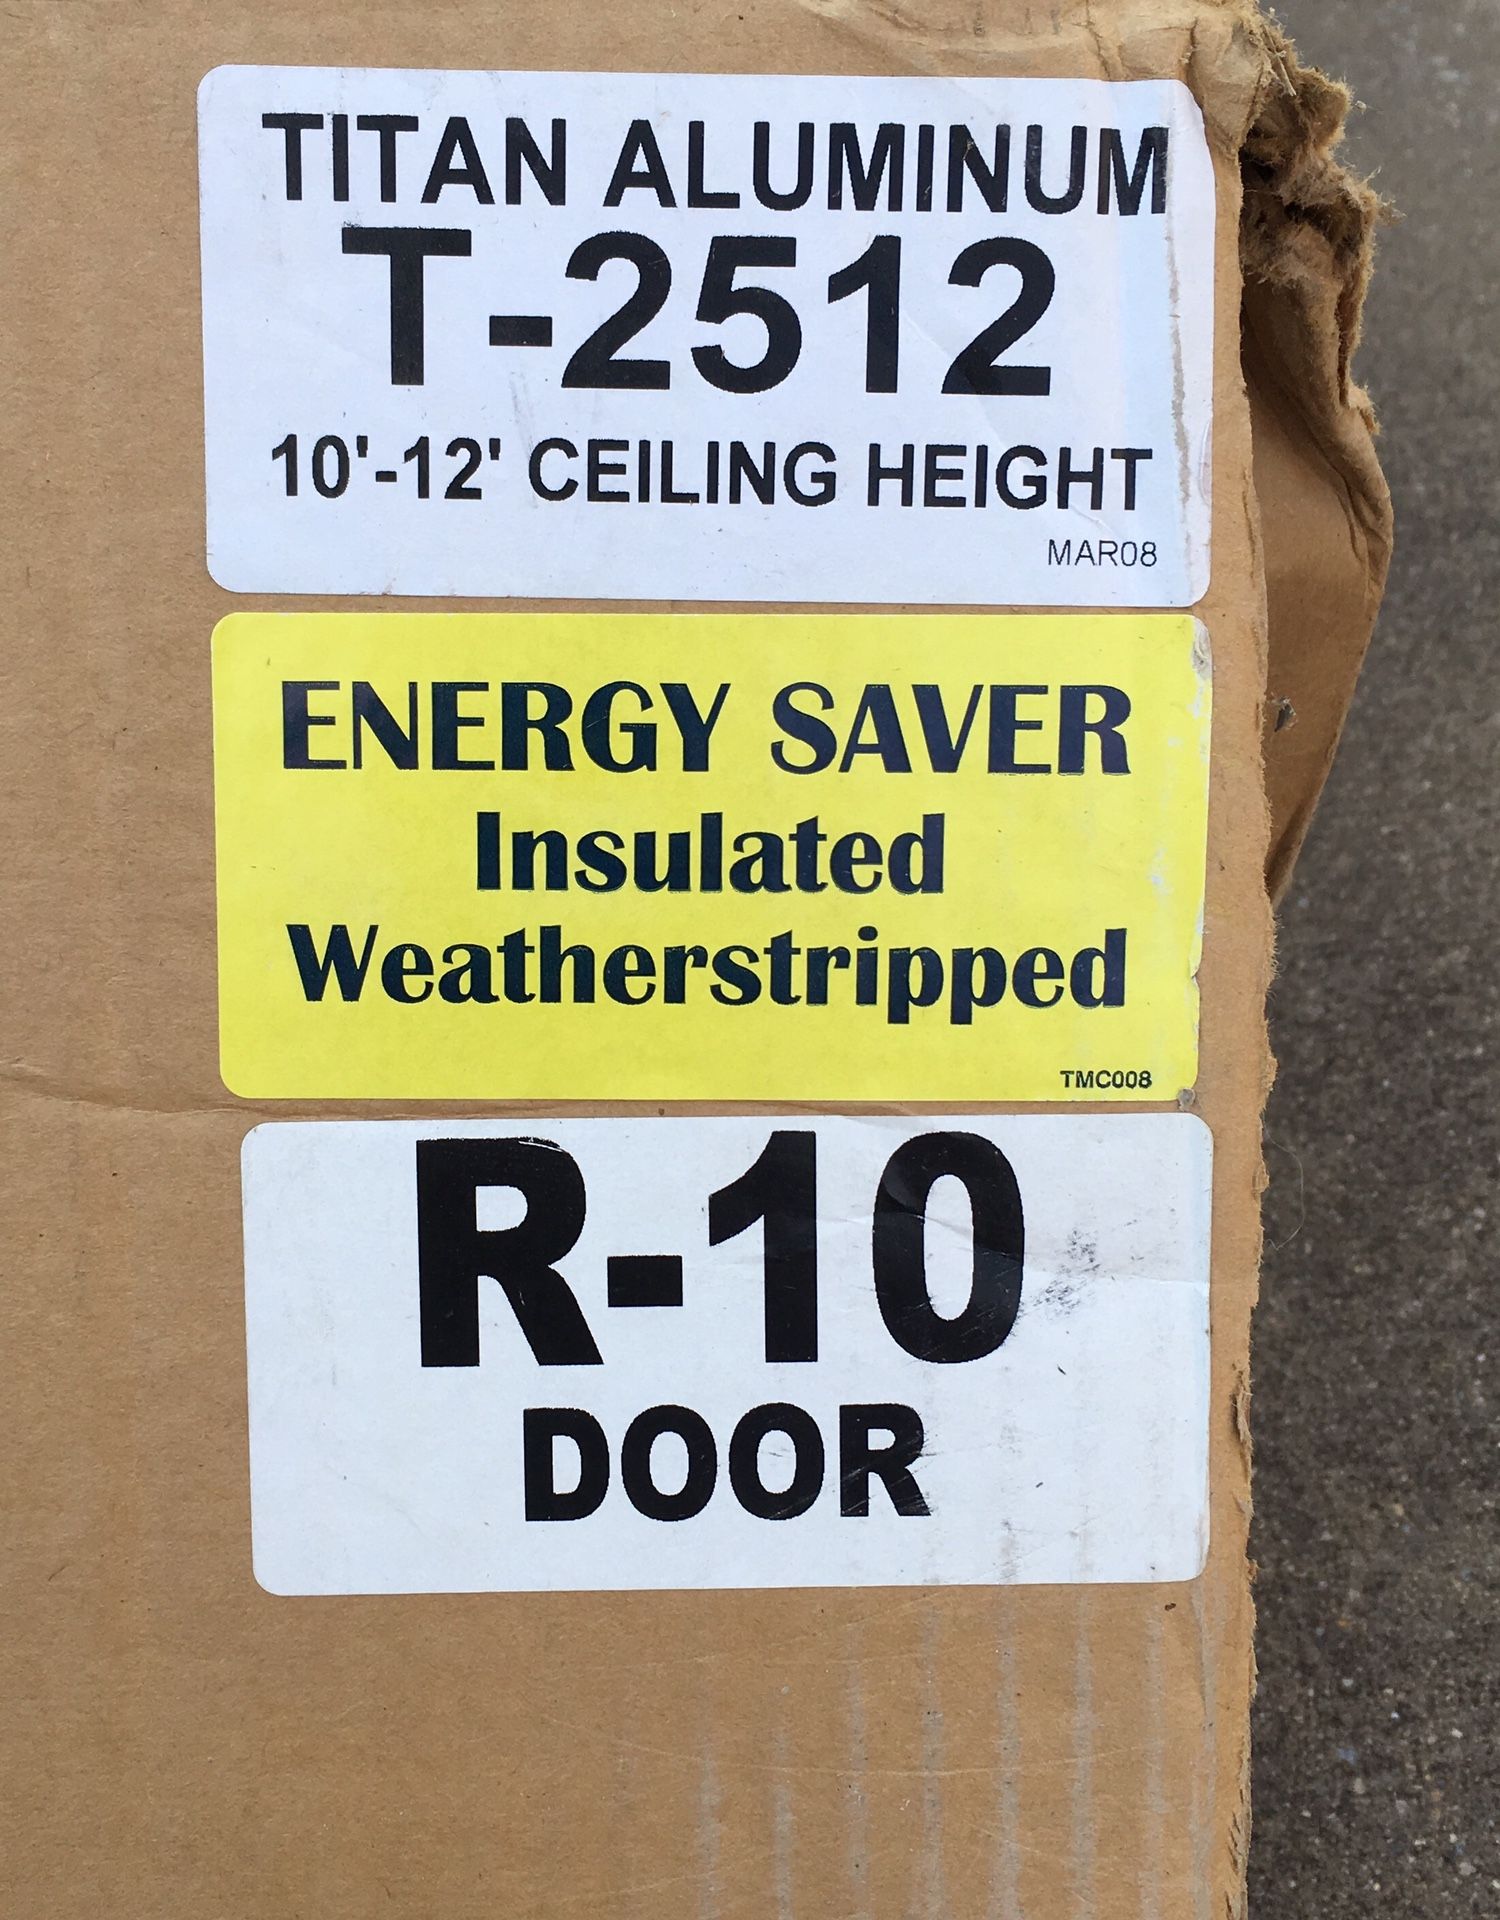 TITAN ALUMINUM
T-2512
10'-12' CEILING HEIGHT
MAR08
ENERGY SAVER
Insulated
Weatherstripped
TMC008
R-10
DOOR